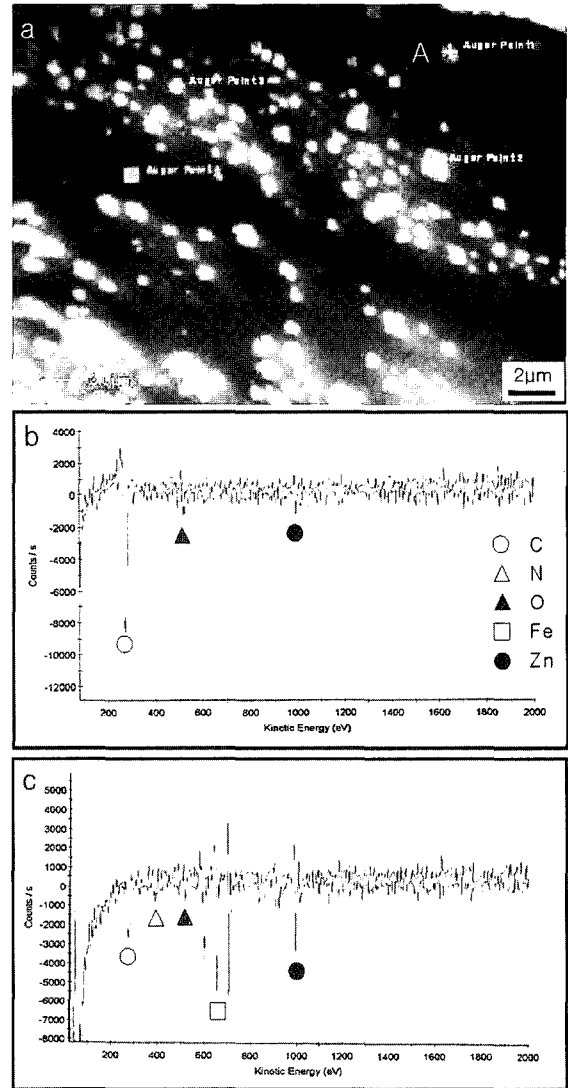 a
A
Auger Point1
Auger Point3
Auger Point2
Auger Point
2µm
b
4000
2000
0
-2000
-4000
-6000
-8000
-10000
-12000
Counts / s
200 400 600 800 1000 1200 1400 1600 1800 2000
Kinetic Energy (eV)
C
N
O
Fe
Zn
c
5000
4000
3000
2000
1000
0
-1000
-2000
-3000
-4000
-5000
-6000
-7000
-8000
Counts / s
200 400 600 800 1000 1200 1400 1600 1800 2000
Kinetic Energy (eV)